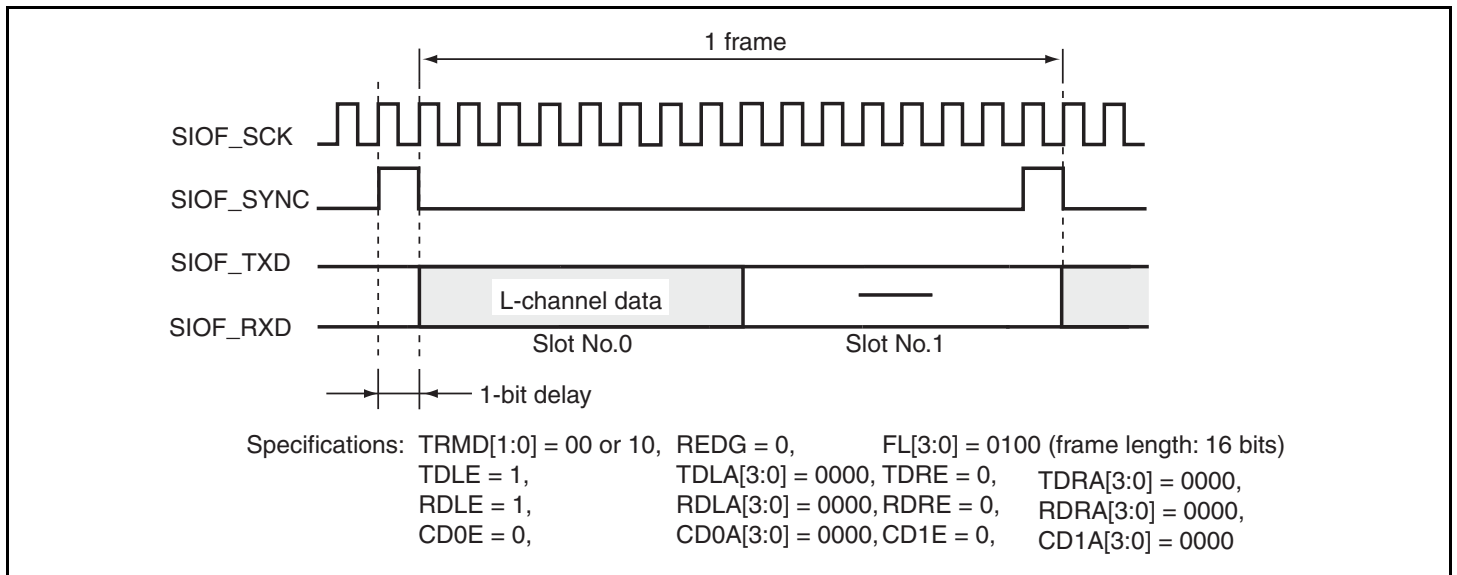 1 frame
SIOF_SCK
SIOF_SYNC
SIOF_TXD
L-channel data
SIOF_RXD
Slot No.0 Slot No.1
1-bit delay
Specifications: TRMD[1:0] = 00 or 10, REDG = 0, FL[3:0] = 0100 (frame length: 16 bits)
TDLE = 1, TDLA[3:0] = 0000, TDRE = 0, TDRA[3:0] = 0000,
RDLE = 1, RDLA[3:0] = 0000, RDRE = 0, RDRA[3:0] = 0000,
CD0E = 0, CD0A[3:0] = 0000, CD1E = 0, CD1A[3:0] = 0000